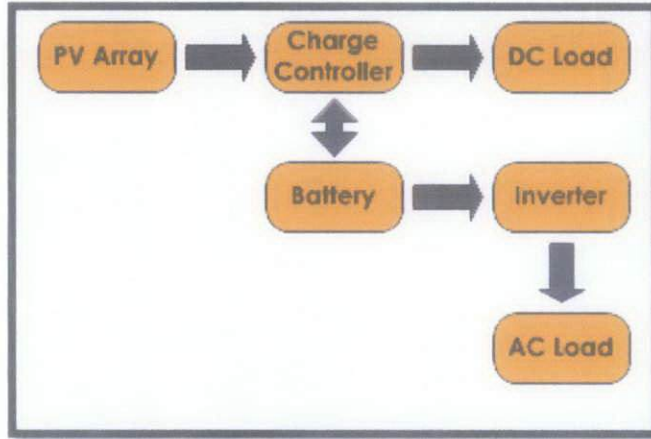 PV Array
Charge
Controller
DC Load
Battery
Inverter
AC Load